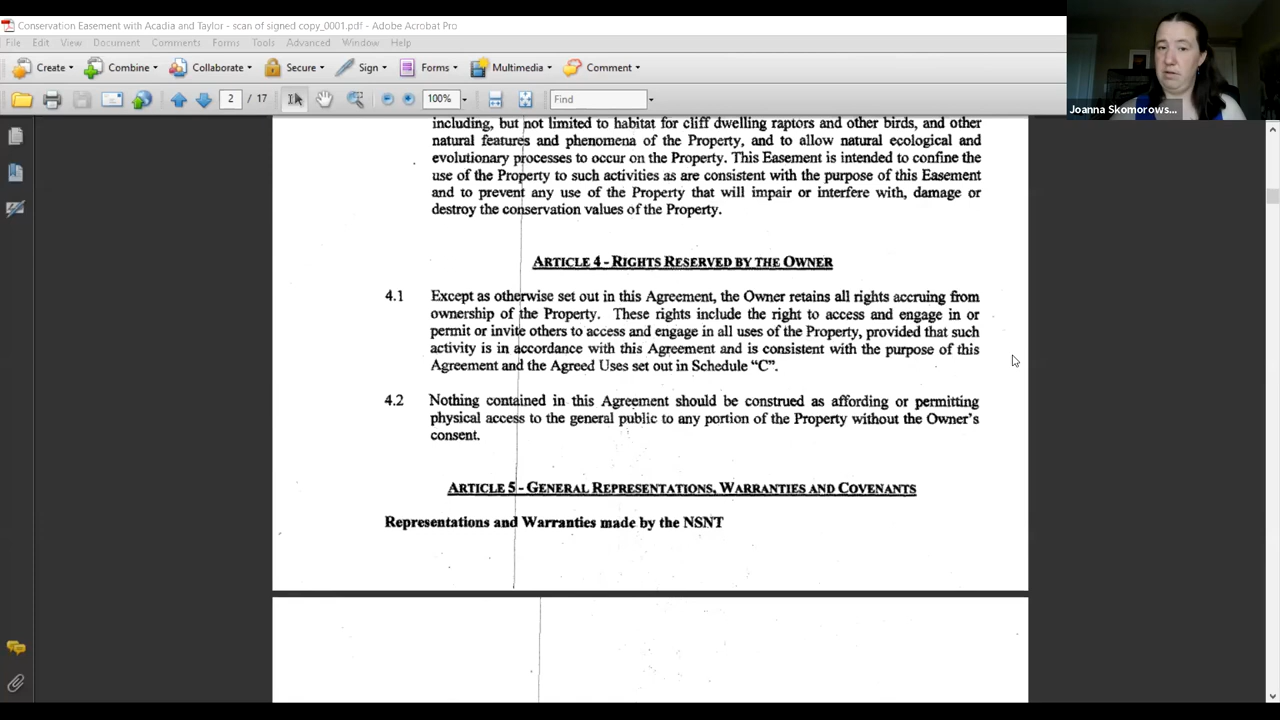 Conservation Easement with Acadia and Taylor - scan of signed copy_0001.pdf - Adobe Acrobat Pro
File Edit View Document Comments Forms Tools Advanced Window Help
Create Combine Collaborate Secure Sign Forms Multimedia Comment
2 / 17 100% Find
Joanna Skomorows...
including, but not limited to habitat for cliff dwelling raptors and other birds, and other
natural features and phenomena of the Property, and to allow natural ecological and
evolutionary processes to occur on the Property. This Easement is intended to confine the
use of the Property to such activities as are consistent with the purpose of this Easement
and to prevent any use of the Property that will impair or interfere with, damage or
destroy the conservation values of the Property.
ARTICLE 4 - RIGHTS RESERVED BY THE OWNER
4.1 Except as otherwise set out in this Agreement, the Owner retains all rights accruing from
ownership of the Property. These rights include the right to access and engage in or
permit or invite others to access and engage in all uses of the Property, provided that such
activity is in accordance with this Agreement and is consistent with the purpose of this
Agreement and the Agreed Uses set out in Schedule “C”.
4.2 Nothing contained in this Agreement should be construed as affording or permitting
physical access to the general public to any portion of the Property without the Owner’s
consent.
ARTICLE 5 - GENERAL REPRESENTATIONS, WARRANTIES AND COVENANTS
Representations and Warranties made by the NSNT